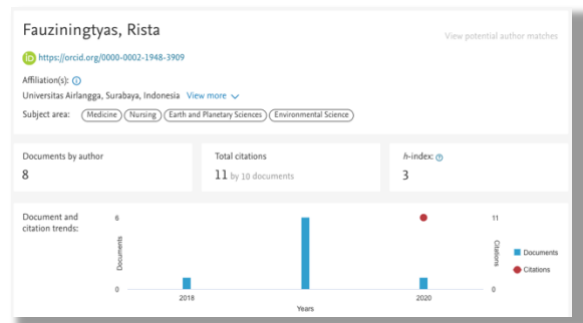 Fauziningtyas, Rista
View potential author matches
iD https://orcid.org/0000-0002-1948-3909
Affiliation(s):
Universitas Airlangga, Surabaya, Indonesia View more
Subject area: Medicine Nursing Earth and Planetary Sciences Environmental Science
Documents by author
8
Total citations
11 by 10 documents
h-index:
3
Document and citation trends:
6
0
Documents
2018
2020
Years
11
0
Citations
Documents
Citations